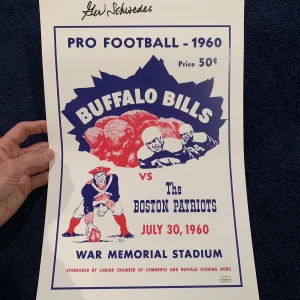 Ger Schwedes
PRO FOOTBALL - 1960
Price 50¢
BUFFALO BILLS
VS
The
BOSTON PATRIOTS
JULY 30, 1960
WAR MEMORIAL STADIUM
SPONSORED BY JUNIOR CHAMBER OF COMMERCE AND BUFFALO EVENING NEWS